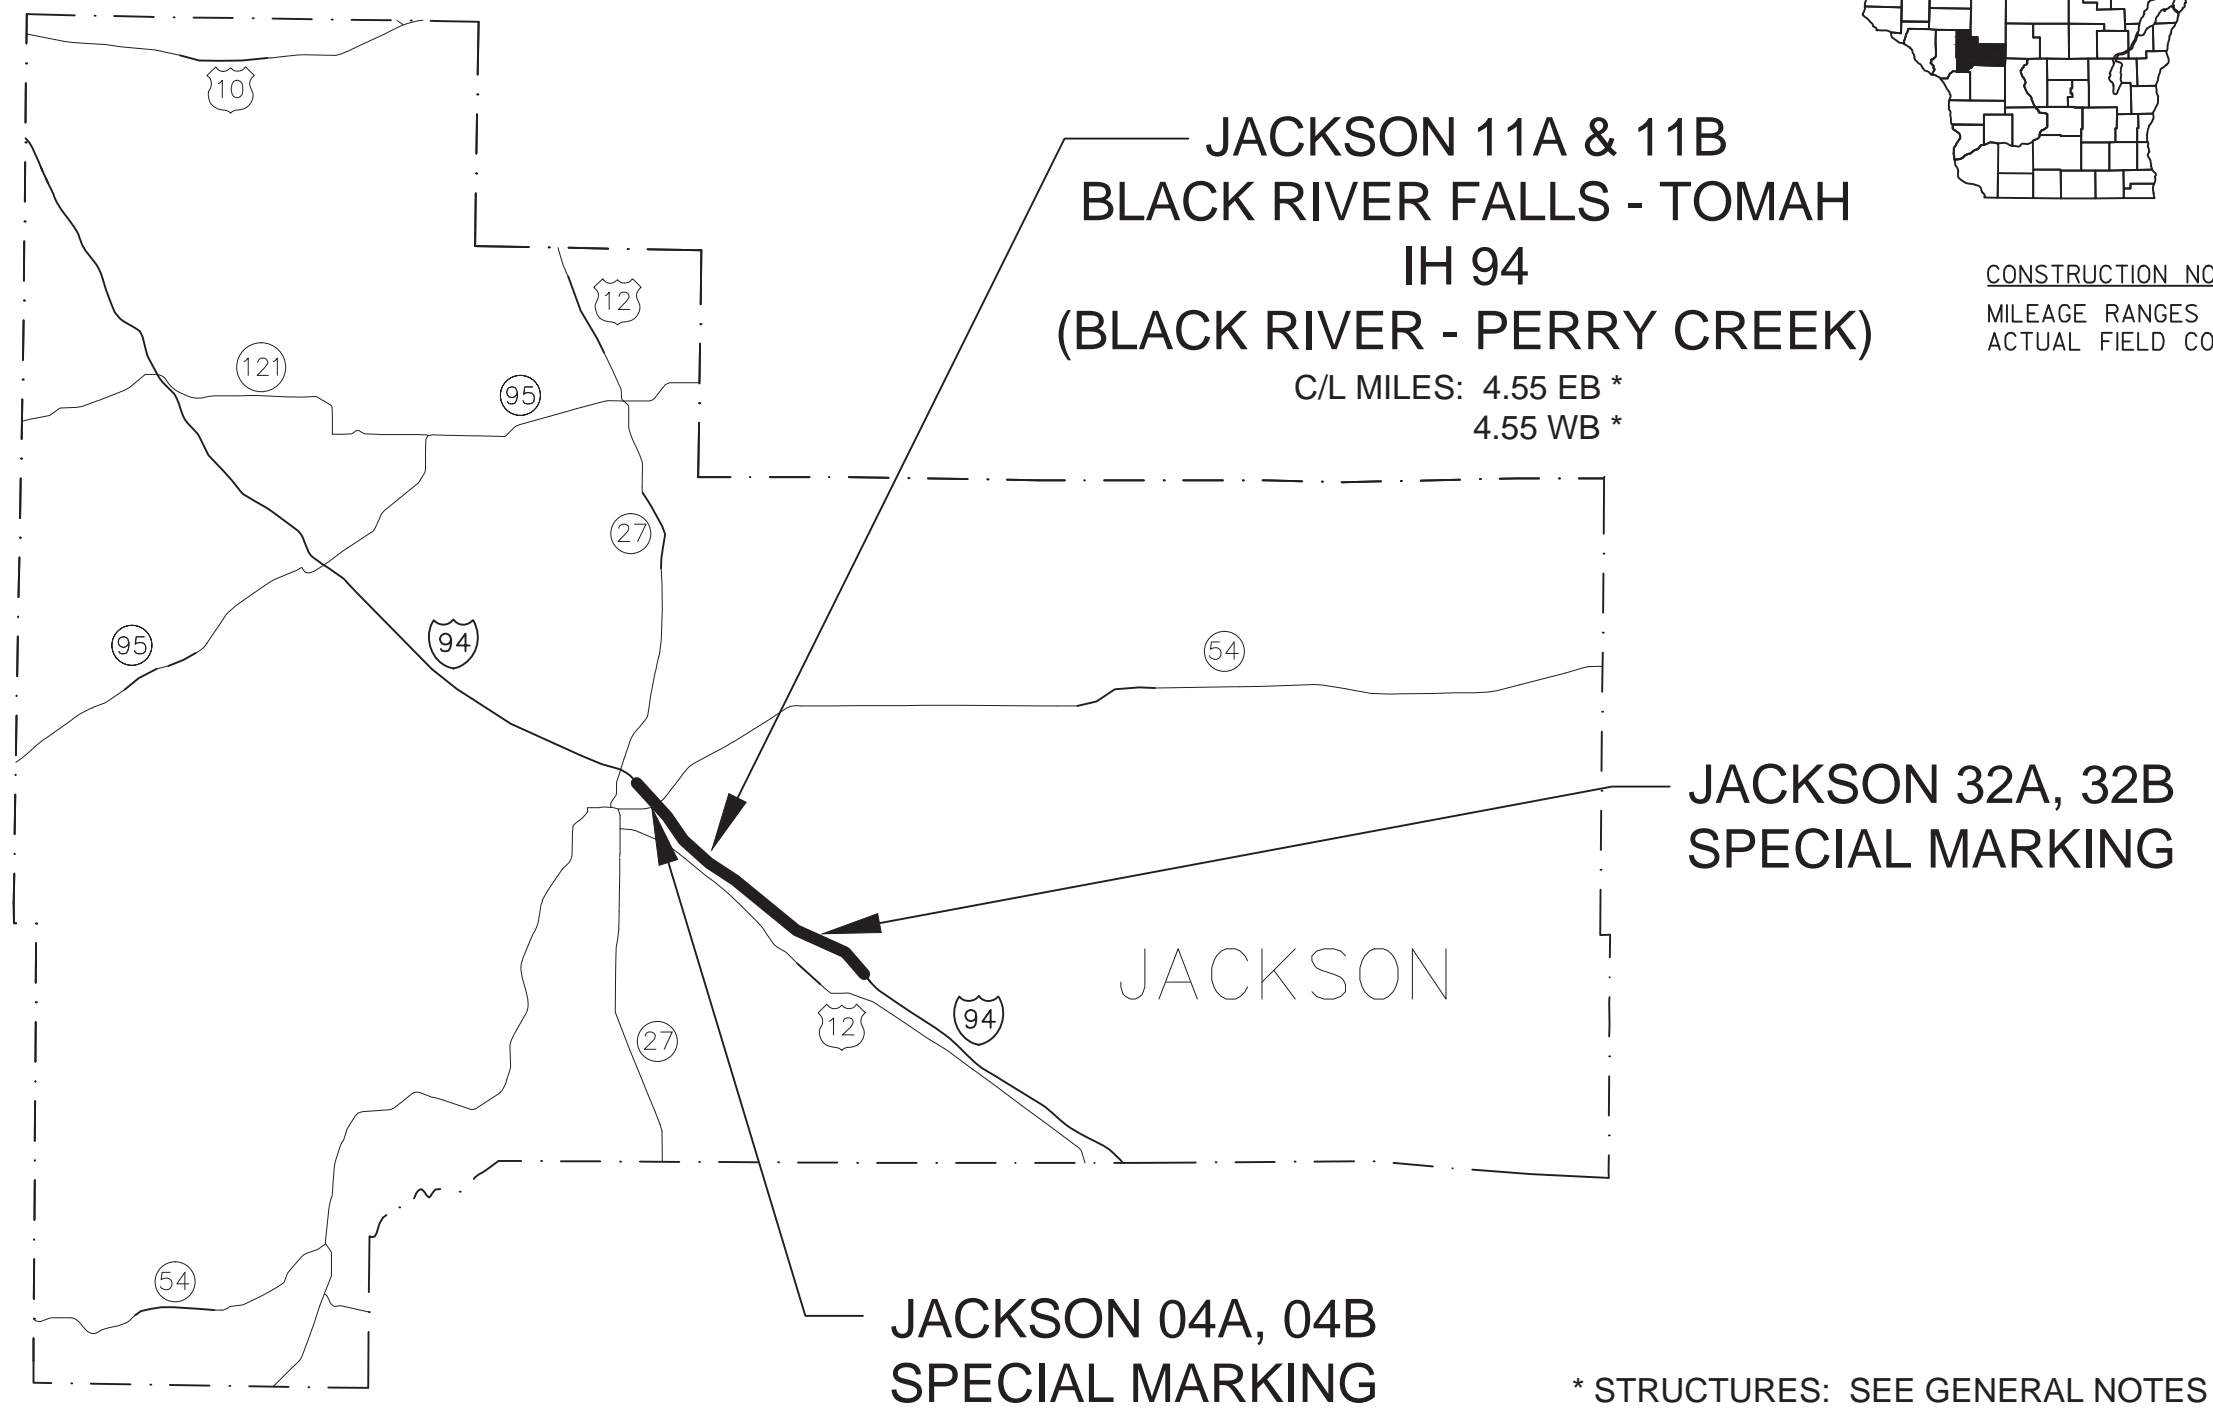 10
JACKSON 11A & 11B
BLACK RIVER FALLS - TOMAH
IH 94
(BLACK RIVER - PERRY CREEK)
C/L MILES: 4.55 EB *
4.55 WB *
CONSTRUCTION
MILEAGE RANGES
ACTUAL FIELD
12
121
95
27
95
94
54
JACKSON 32A, 32B
SPECIAL MARKING
JACKSON
94
12
27
54
JACKSON 04A, 04B
SPECIAL MARKING
* STRUCTURES: SEE GENERAL NOTES